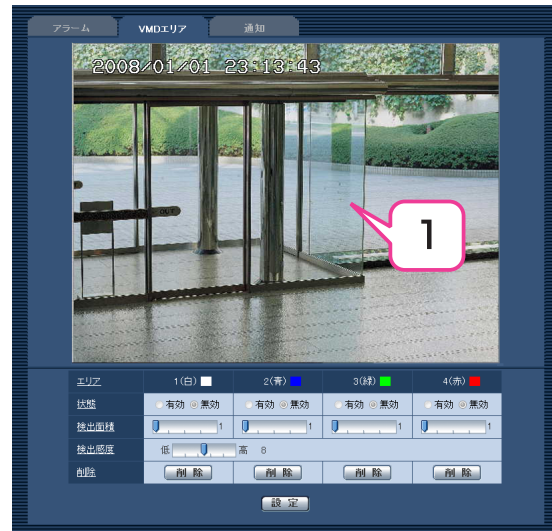 アラーム VMDエリア 通知
2008/01/01 23:13:43
OUT
1
エリア 1(白) 2(青) 3(緑) 4(赤)
状態 有効 無効 有効 無効 有効 無効 有効 無効
検出面積 1 1 1 1
検出感度 低 高 8
削除 削除 削除 削除 削除
設定